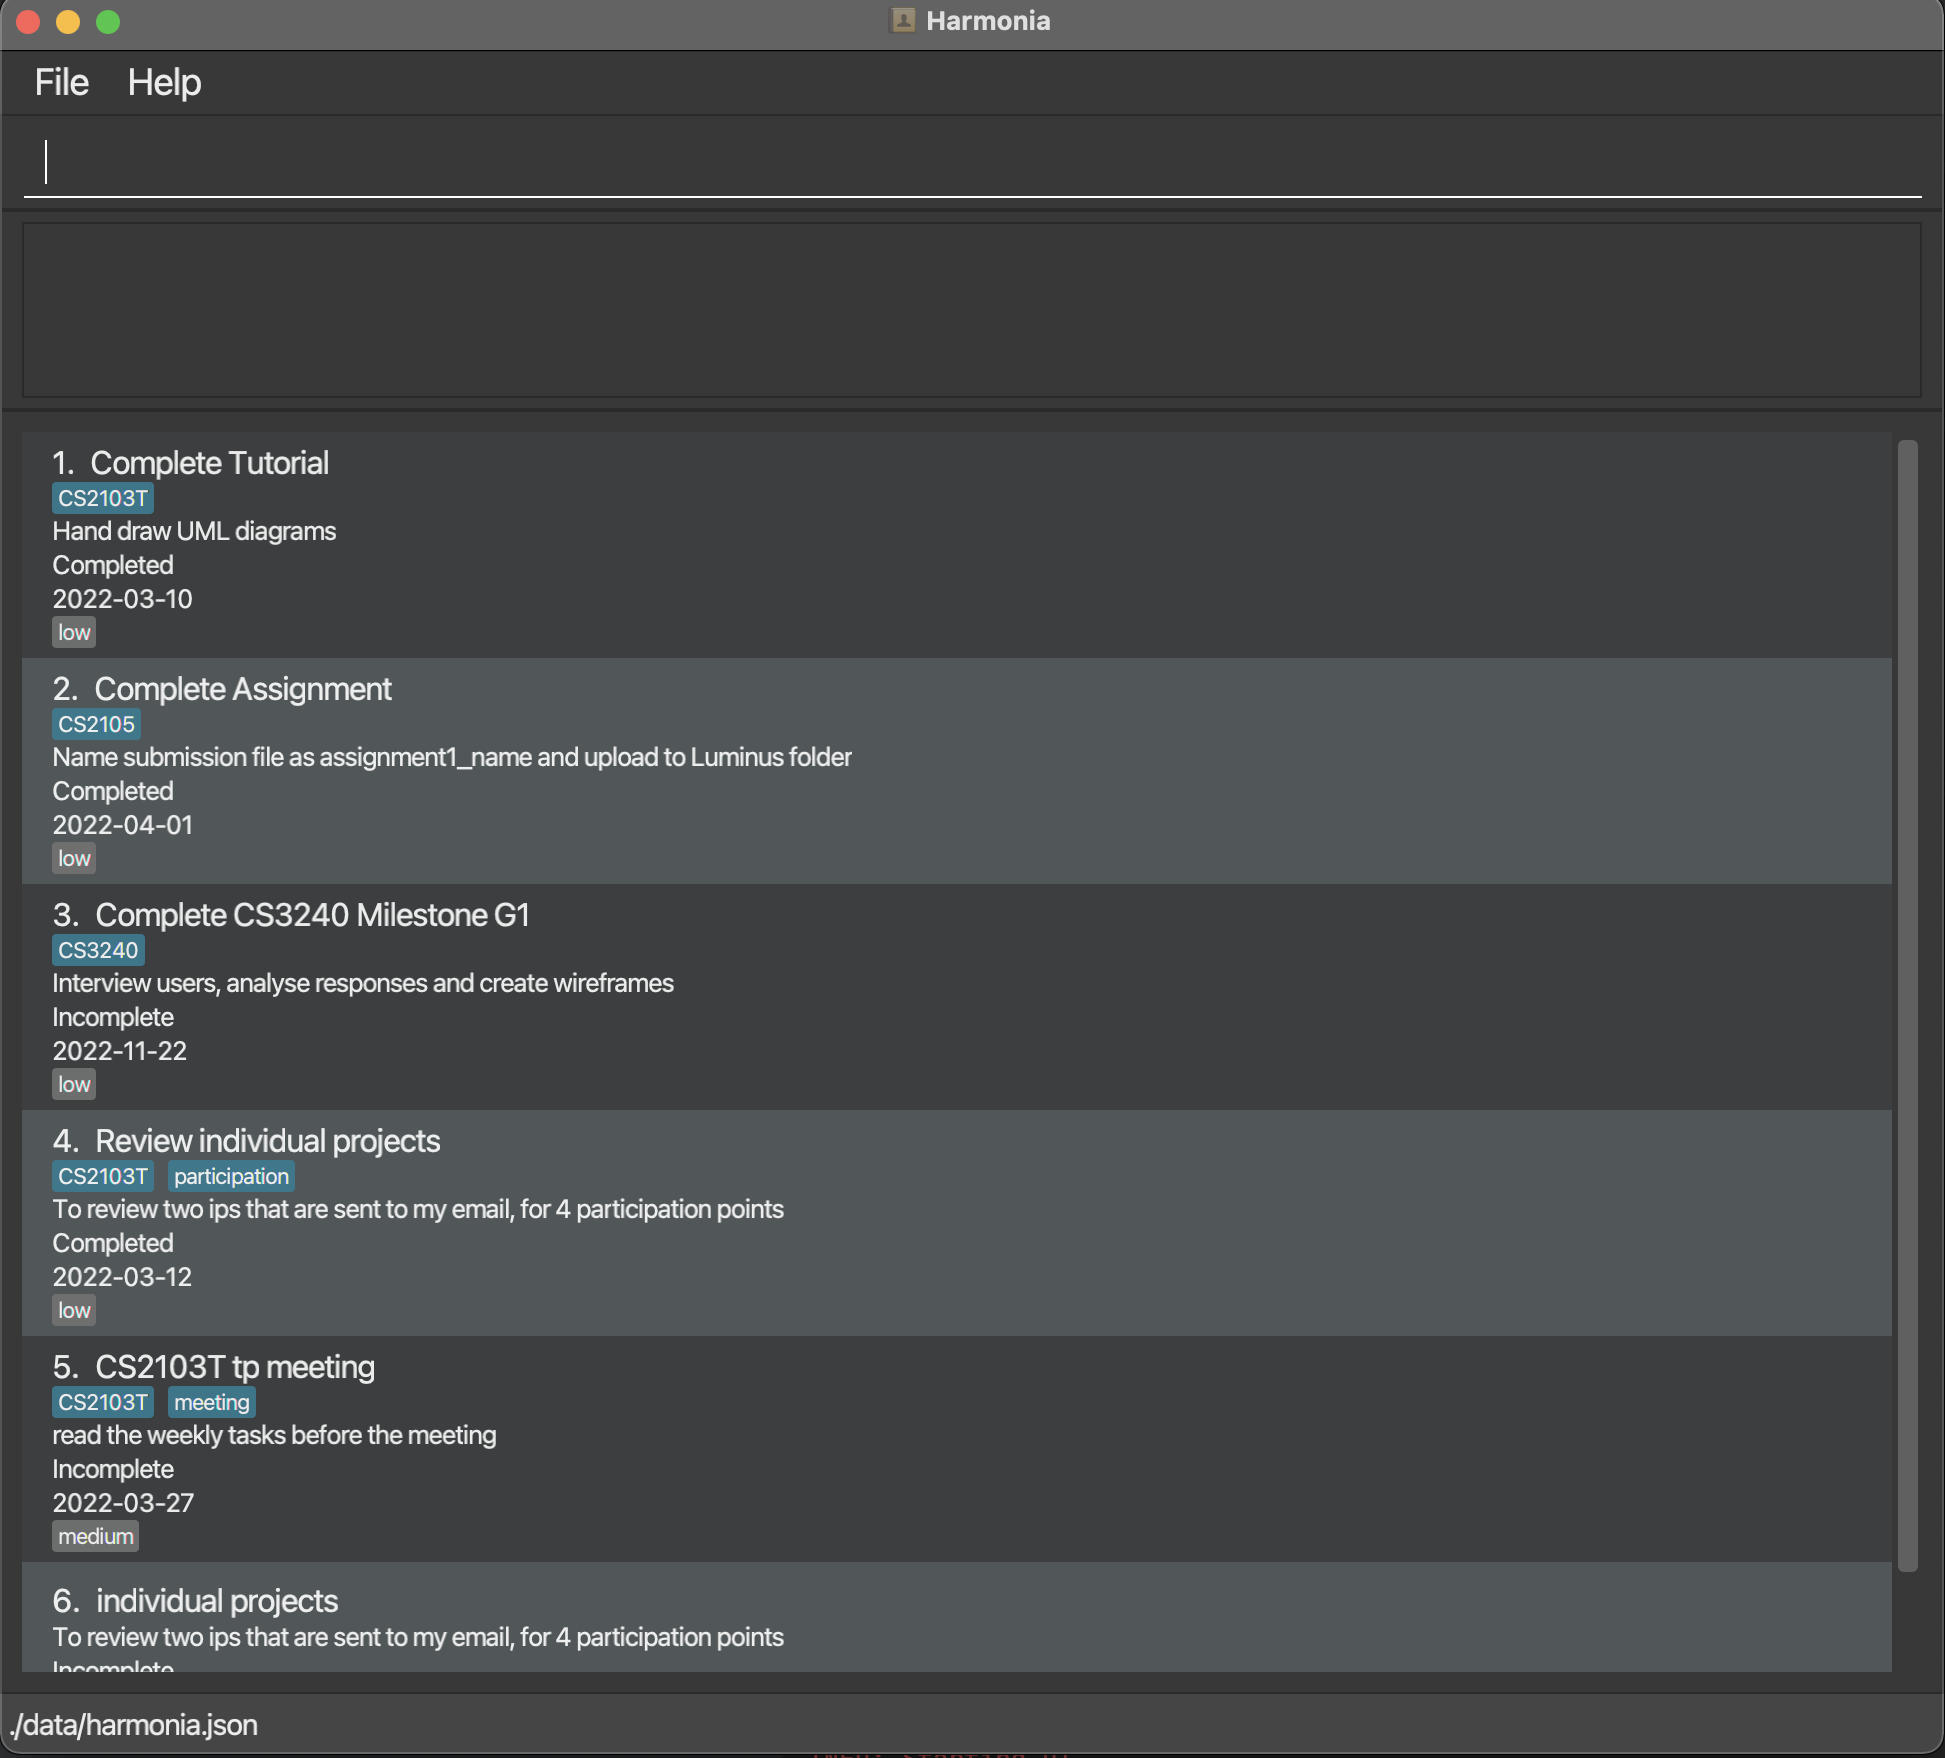 Harmonia
File Help
1. Complete Tutorial
CS2103T
Hand draw UML diagrams
Completed
2022-03-10
low
2. Complete Assignment
CS2105
Name submission file as assignment1_name and upload to Luminus folder
Completed
2022-04-01
low
3. Complete CS3240 Milestone G1
CS3240
Interview users, analyse responses and create wireframes
Incomplete
2022-11-22
low
4. Review individual projects
CS2103T participation
To review two ips that are sent to my email, for 4 participation points
Completed
2022-03-12
low
5. CS2103T tp meeting
CS2103T meeting
read the weekly tasks before the meeting
Incomplete
2022-03-27
medium
6. individual projects
To review two ips that are sent to my email, for 4 participation points
Incomplete
./data/harmonia.json